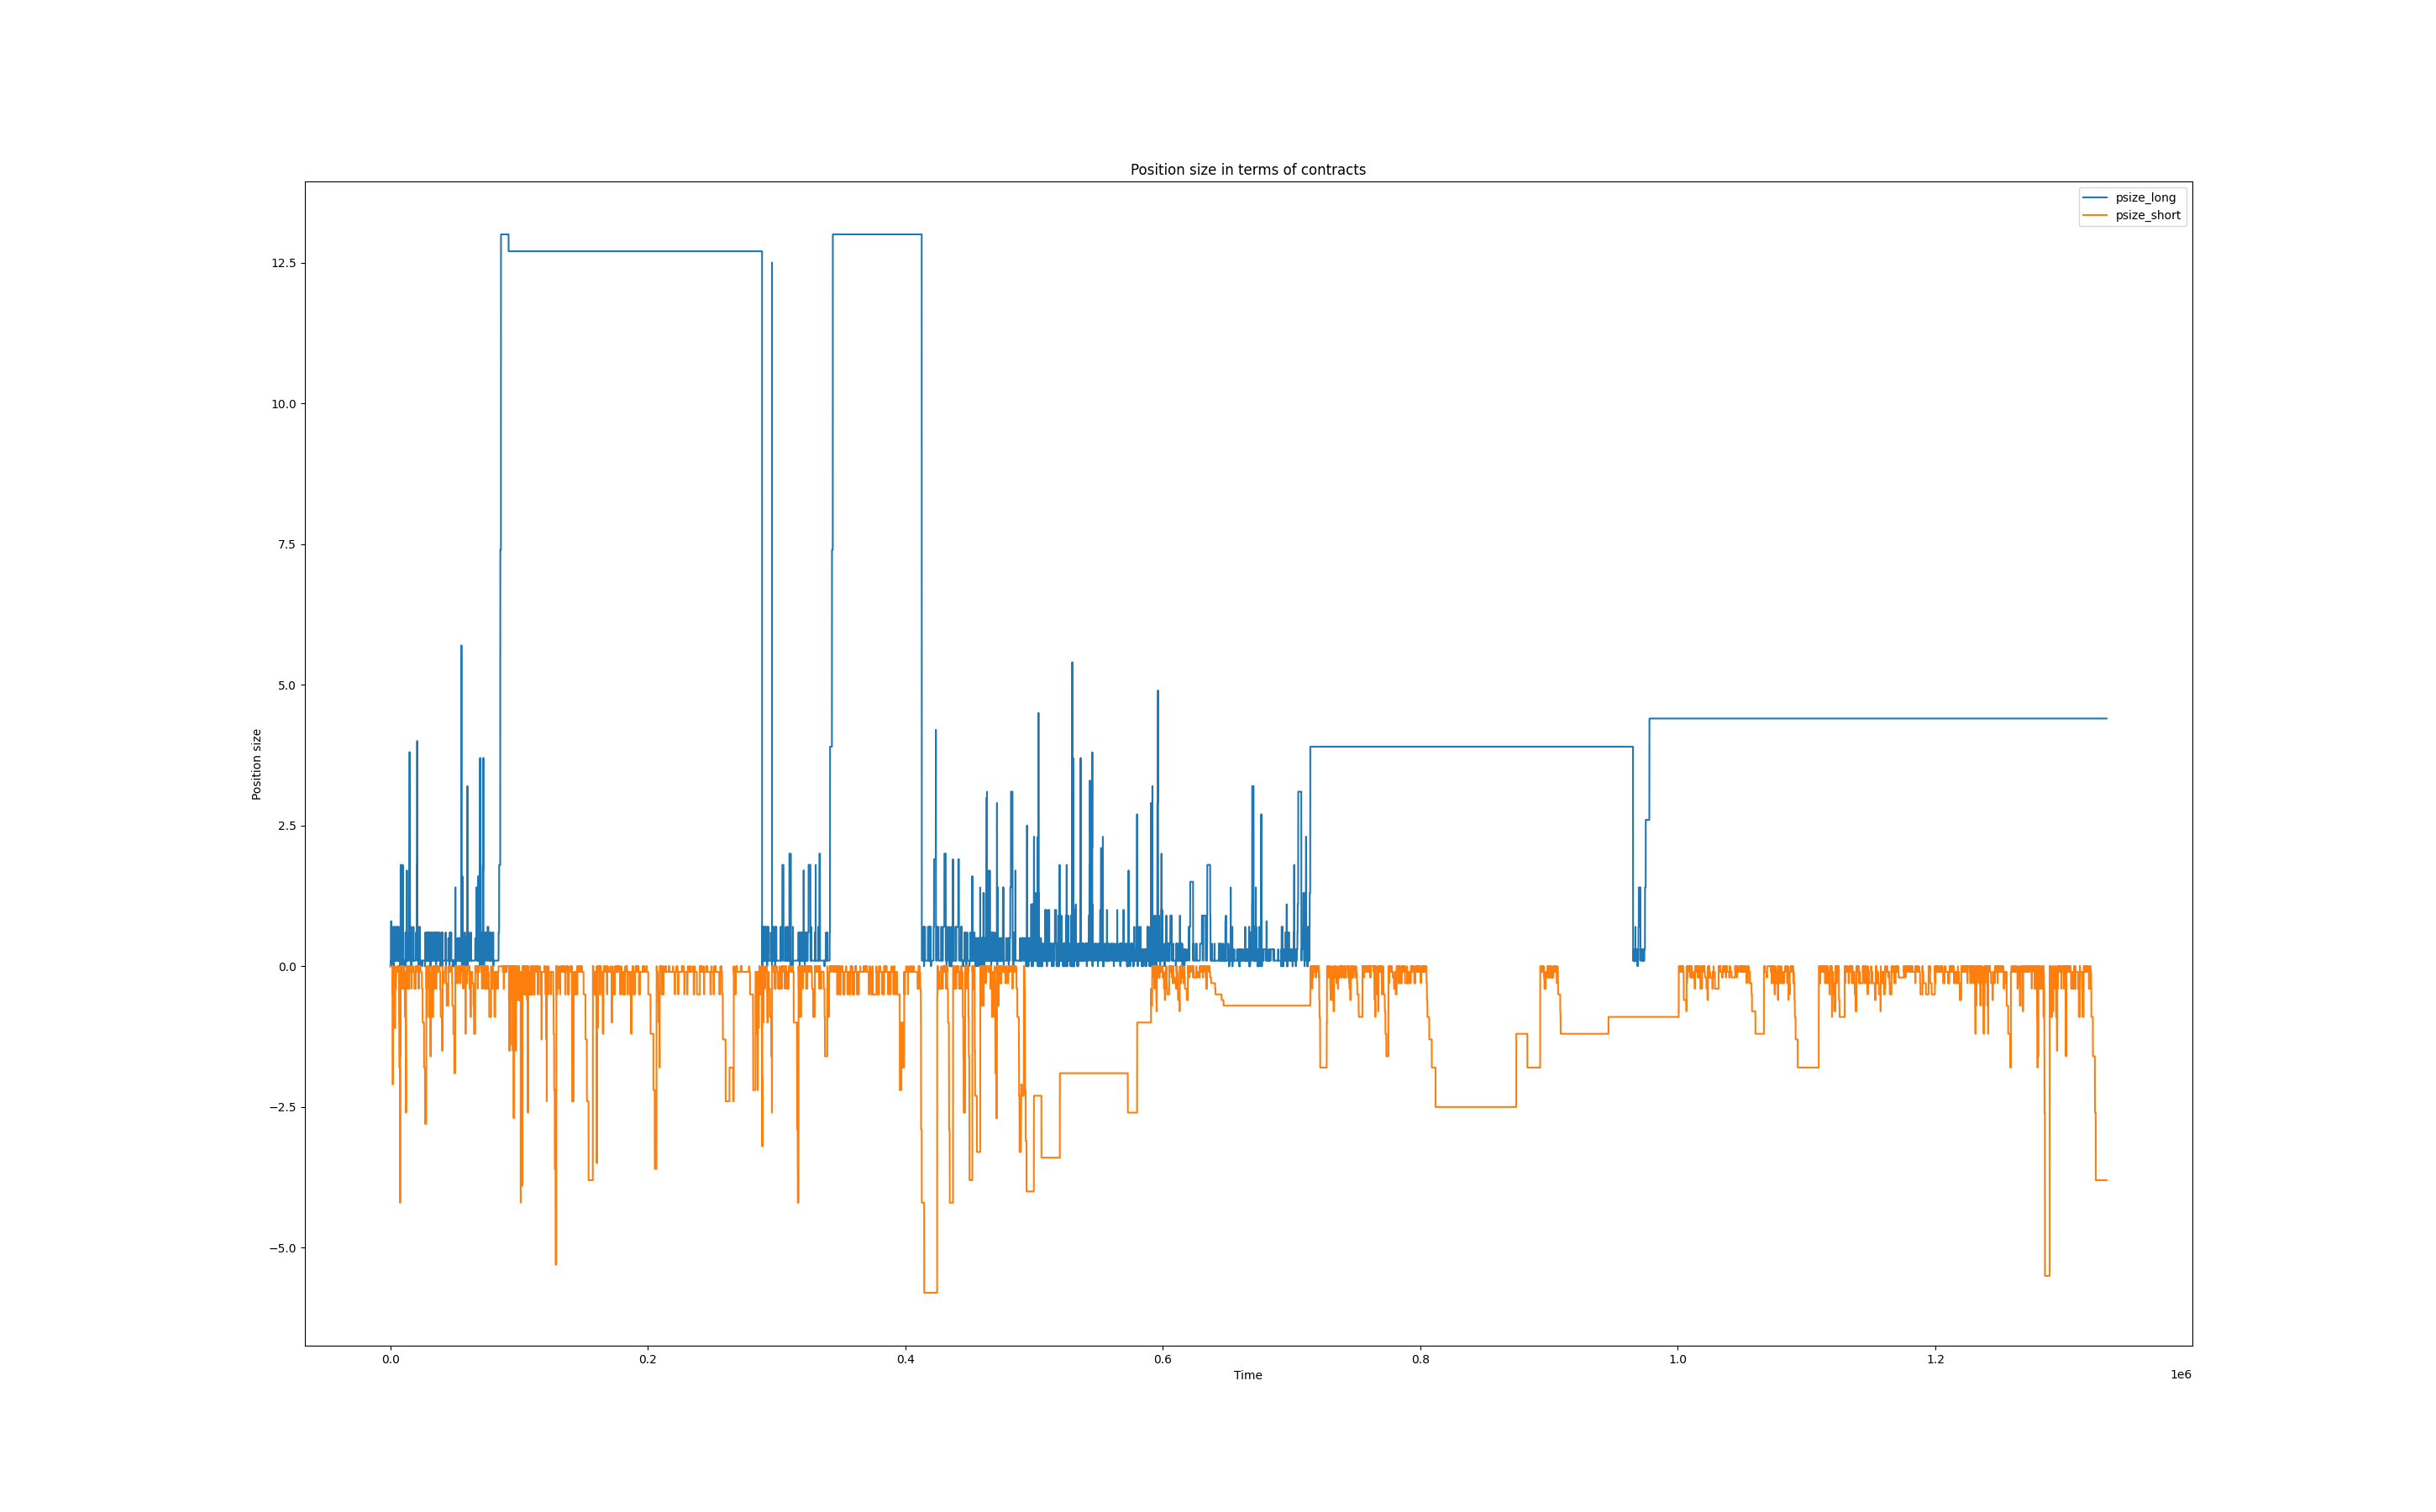 Position size in terms of contracts
psize_long
psize_short
12.5
10.0
7.5
5.0
2.5
0.0
−2.5
−5.0
Position size
0.0 0.2 0.4 0.6 0.8 1.0 1.2
Time
1e6